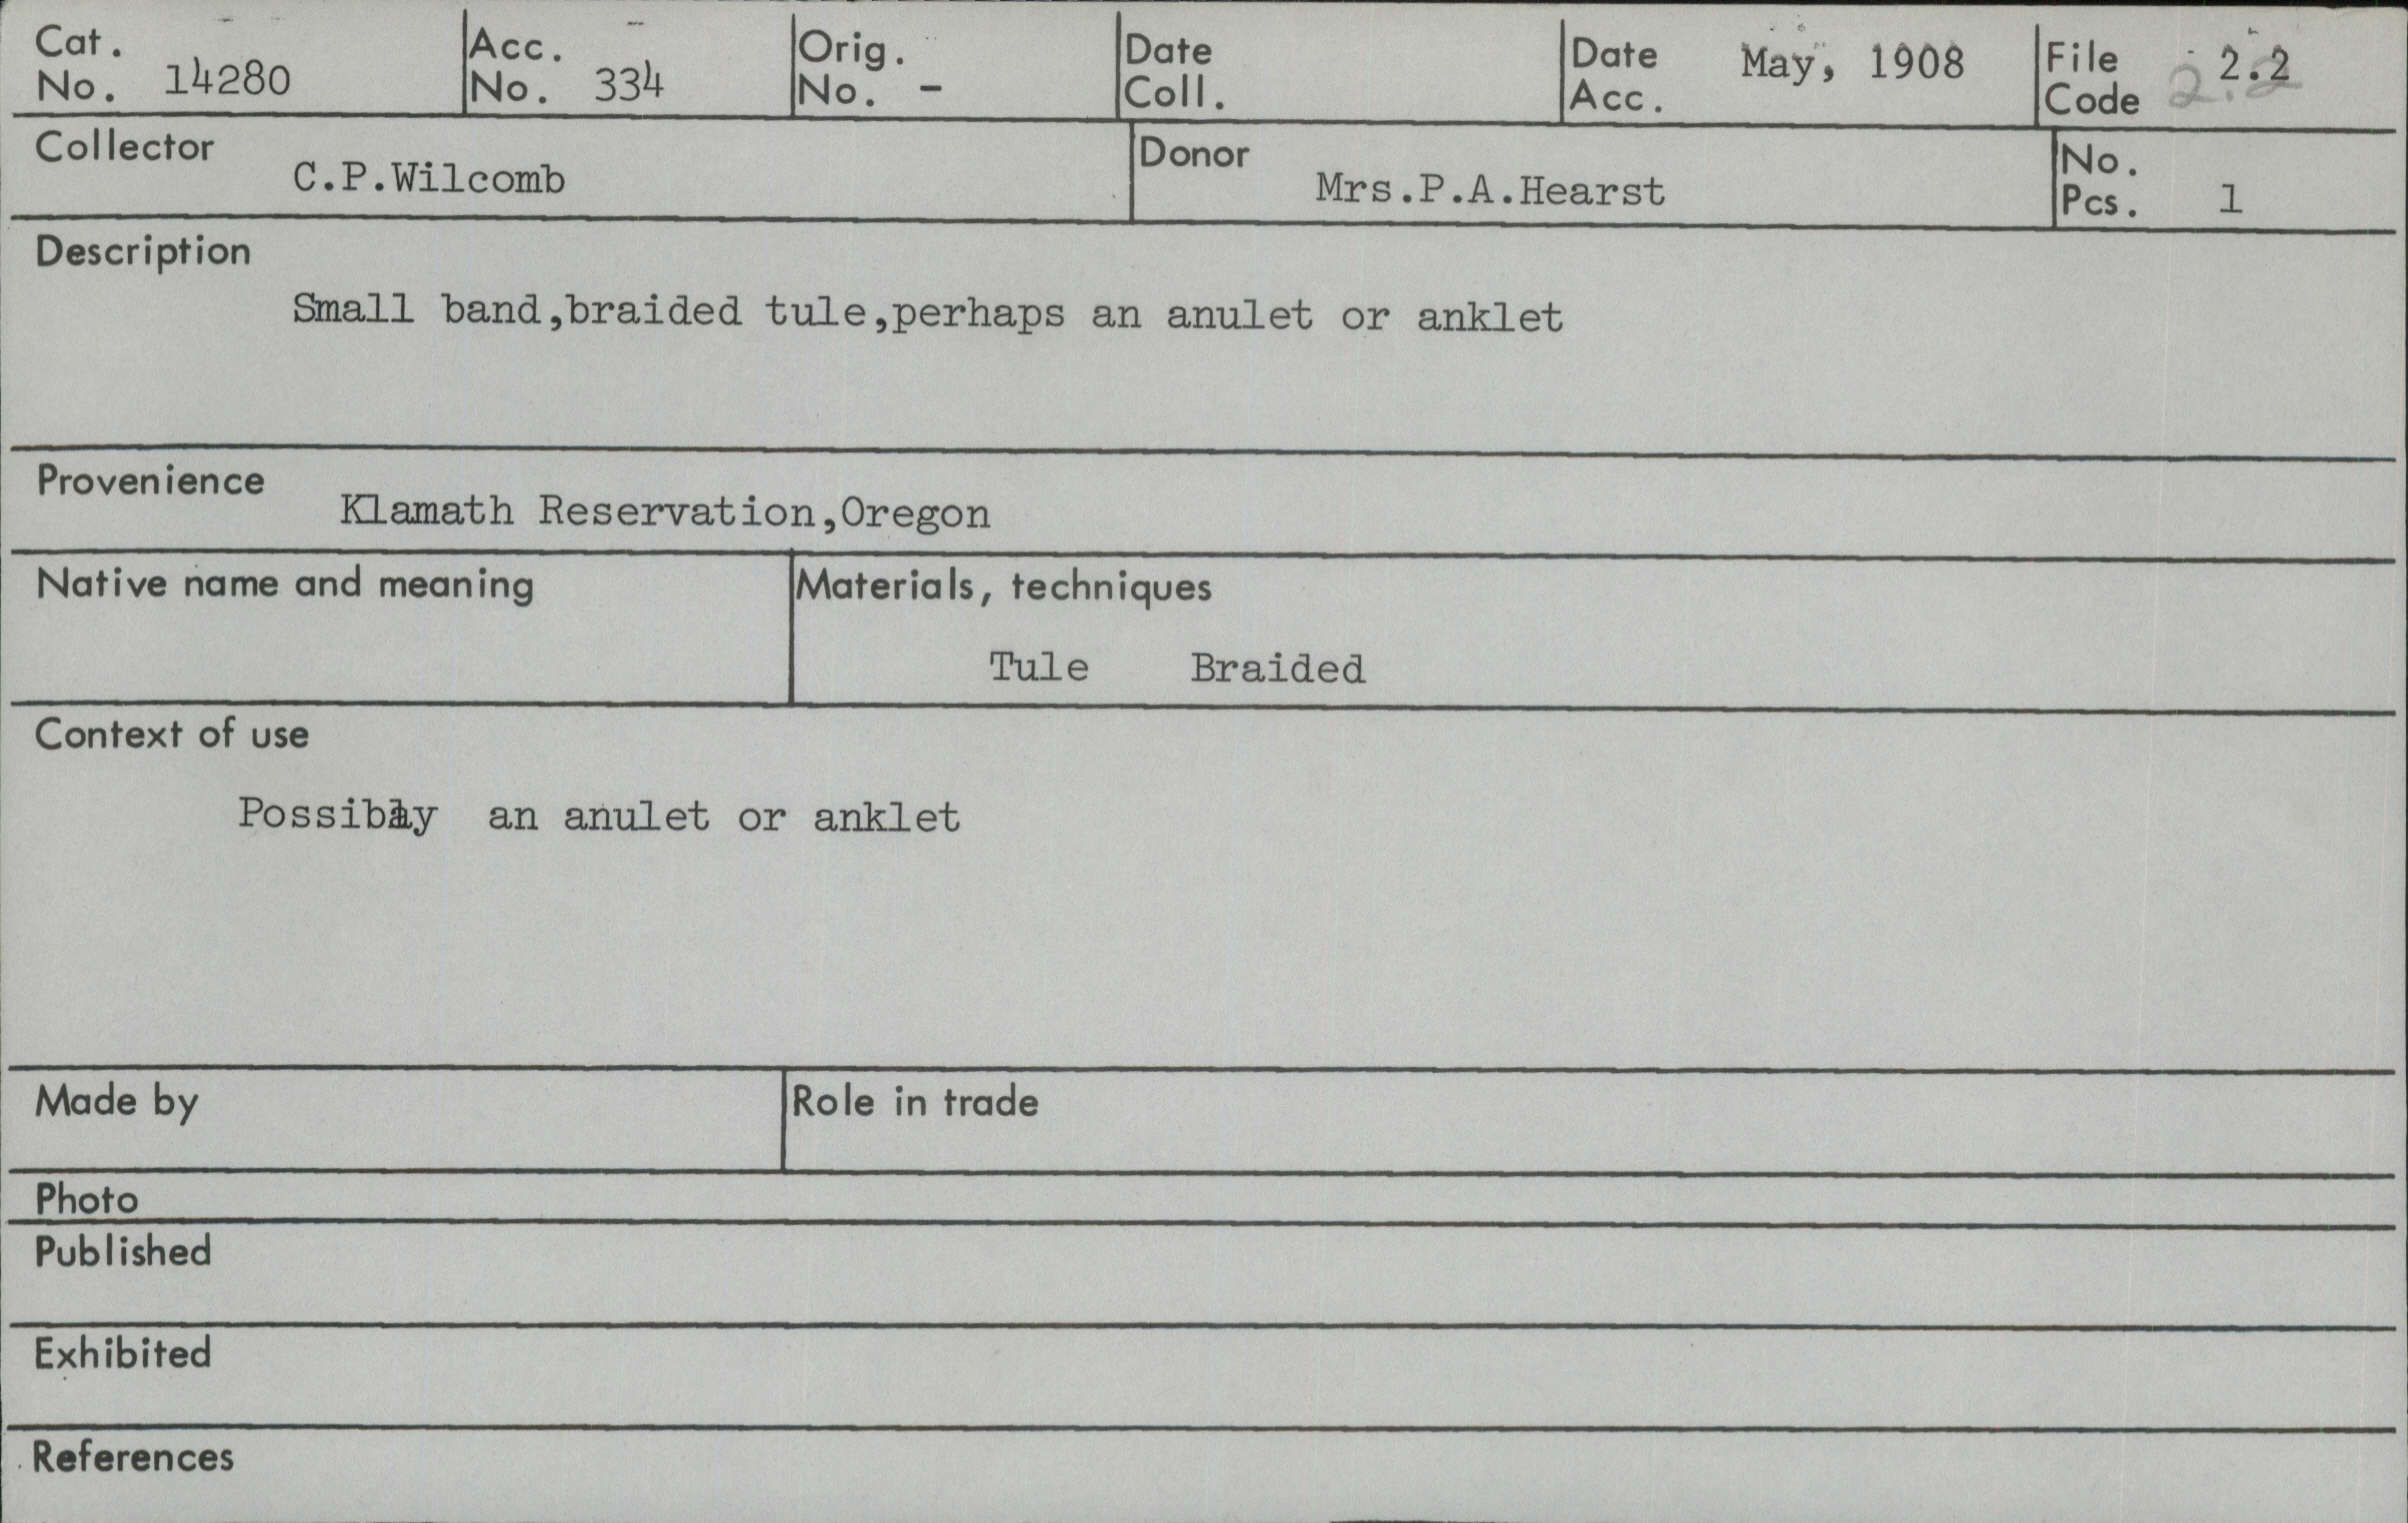 Cat. No. 14280 Acc. No. 334 Orig. No. - Date Coll. Date Acc. May, 1908 File Code 2.2 2.2
Collector C.P.Wilcomb Donor Mrs.P.A.Hearst No. Pcs. 1
Description
Small band,braided tule,perhaps an anulet or anklet
Provenience Klamath Reservation,Oregon
Native name and meaning Materials, techniques
Tule Braided
Context of use
Possibly an anulet or anklet
Made by Role in trade
Photo
Published
Exhibited
References